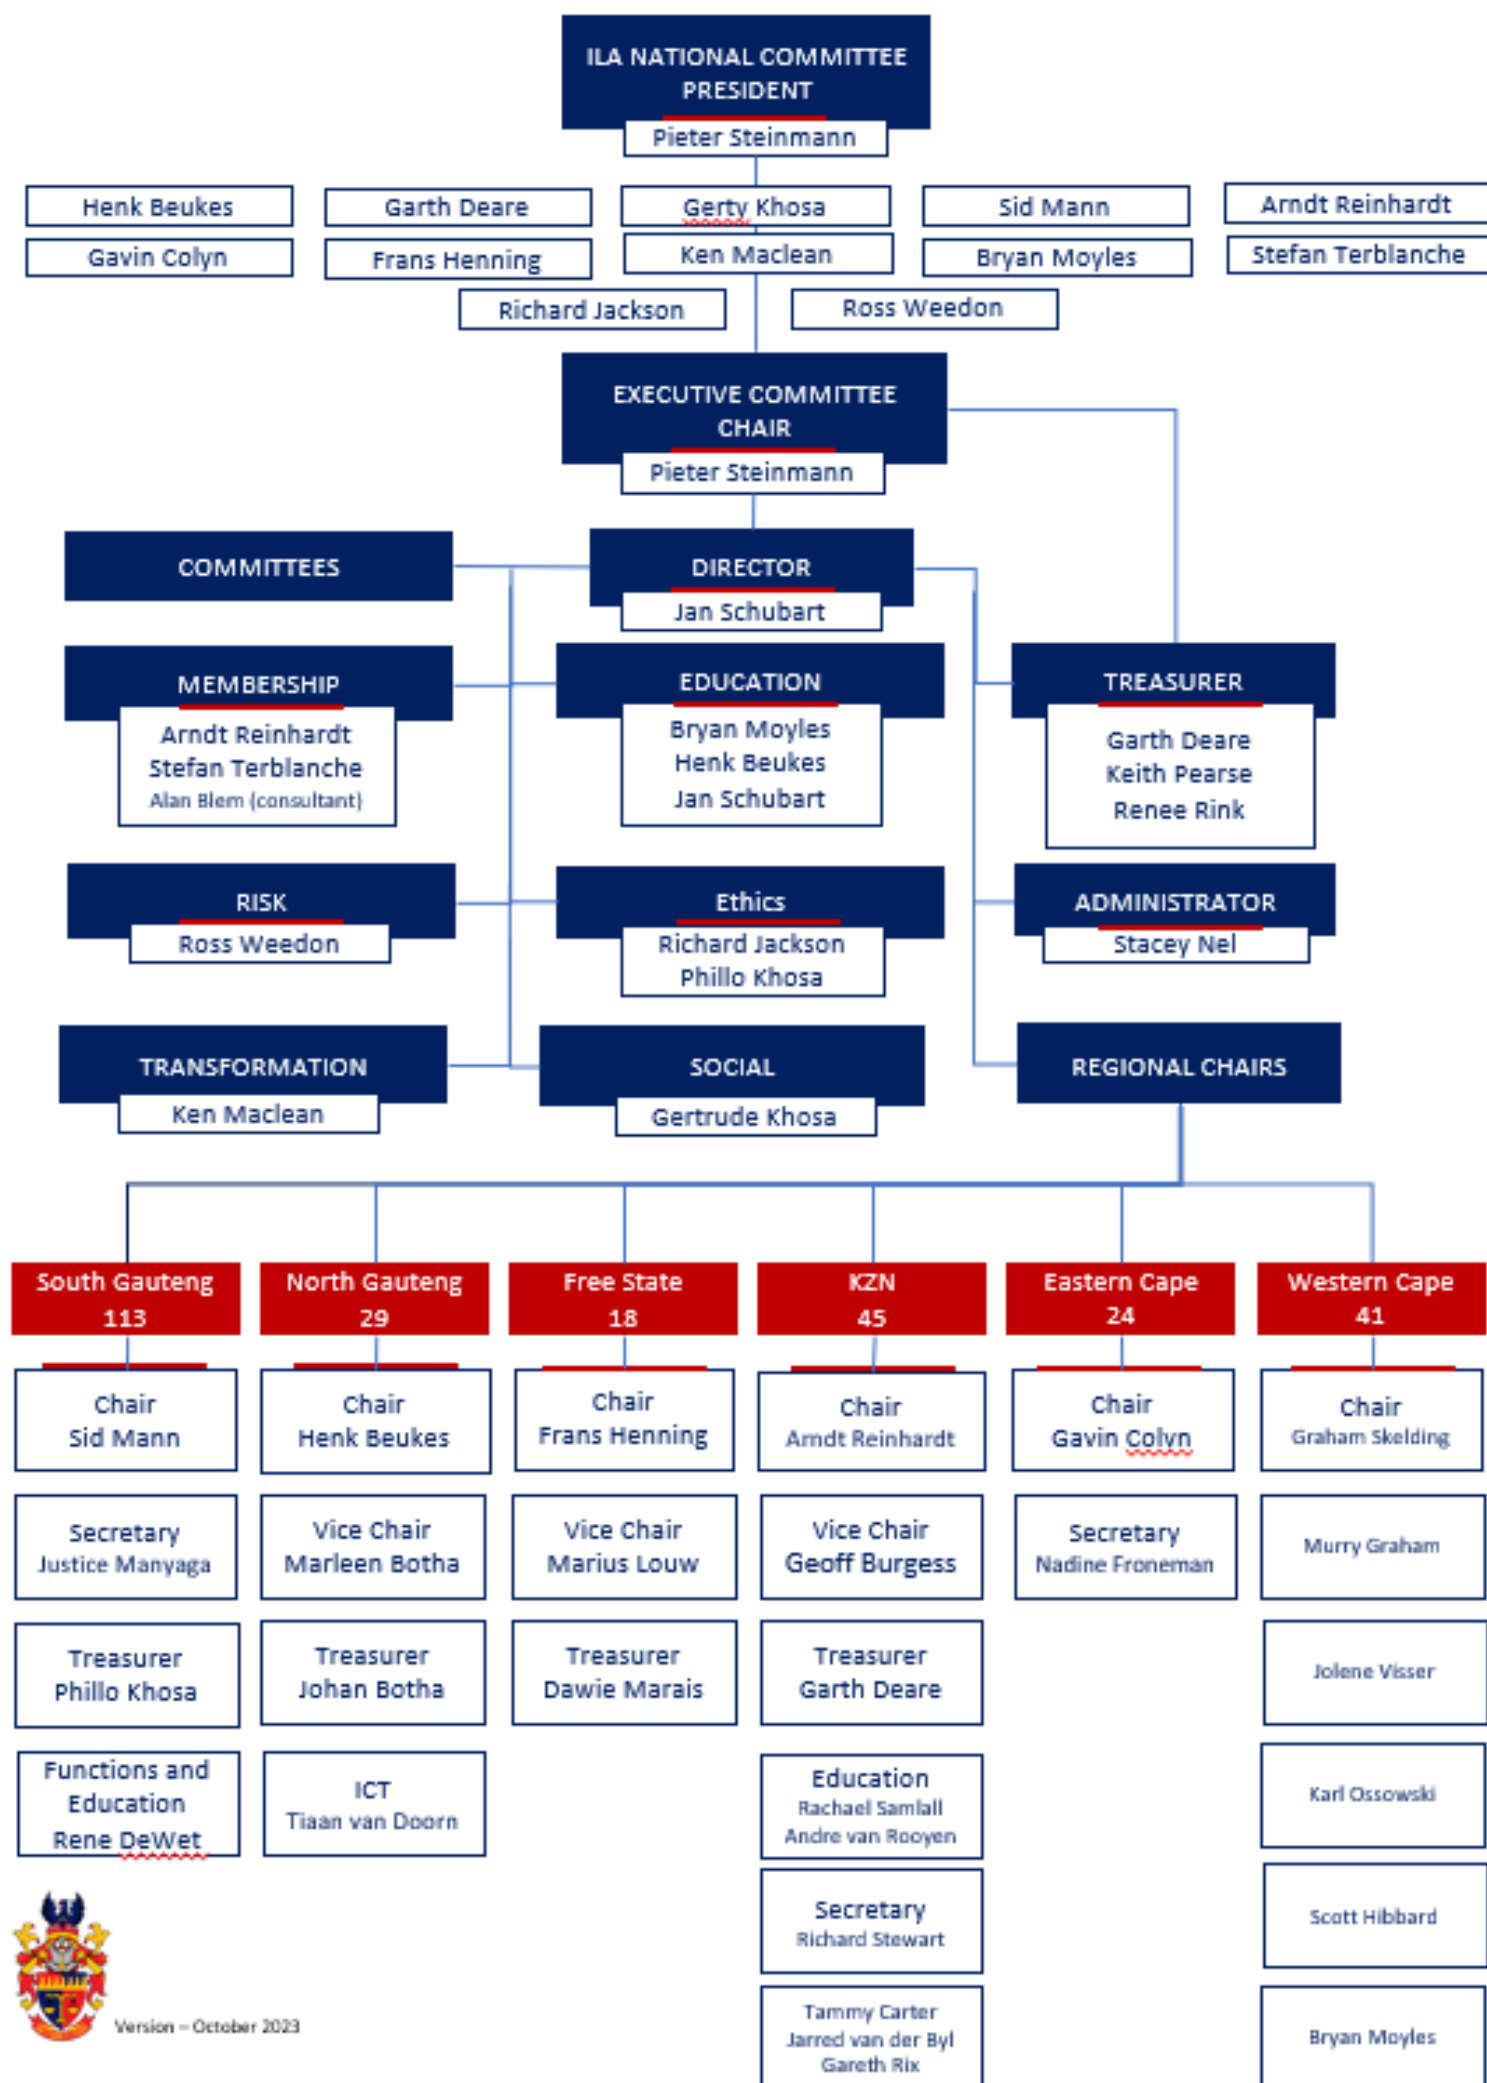 ILA NATIONAL COMMITTEE
PRESIDENT
Pieter Steinmann
Henk Beukes
Garth Deare
Gerty Khosa
Sid Mann
Arndt Reinhardt
Gavin Colyn
Frans Henning
Ken Maclean
Bryan Moyles
Stefan Terblanche
Richard Jackson
Ross Weedon
EXECUTIVE COMMITTEE
CHAIR
Pieter Steinmann
COMMITTEES
DIRECTOR
Jan Schubart
MEMBERSHIP
Arndt Reinhardt
Stefan Terblanche
Alan Blem (consultant)
EDUCATION
Bryan Moyles
Henk Beukes
Jan Schubart
TREASURER
Garth Deare
Keith Pearse
Renee Rink
RISK
Ross Weedon
Ethics
Richard Jackson
Phillo Khosa
ADMINISTRATOR
Stacey Nel
TRANSFORMATION
Ken Maclean
SOCIAL
Gertrude Khosa
REGIONAL CHAIRS
South Gauteng
113
North Gauteng
29
Free State
18
KZN
45
Eastern Cape
24
Western Cape
41
Chair
Sid Mann
Chair
Henk Beukes
Chair
Frans Henning
Chair
Arndt Reinhardt
Chair
Gavin Colyn
Chair
Graham Skelding
Secretary
Justice Manyaga
Vice Chair
Marleen Botha
Vice Chair
Marius Louw
Vice Chair
Geoff Burgess
Secretary
Nadine Froneman
Murry Graham
Treasurer
Phillo Khosa
Treasurer
Johan Botha
Treasurer
Dawie Marais
Treasurer
Garth Deare
Jolene Visser
Functions and
Education
Rene DeWet
ICT
Tiaan van Doorn
Education
Rachael Samlall
Andre van Rooyen
Karl Ossowski
Secretary
Richard Stewart
Scott Hibbard
Tammy Carter
Jarred van der Byl
Gareth Rix
Bryan Moyles
Version – October 2023